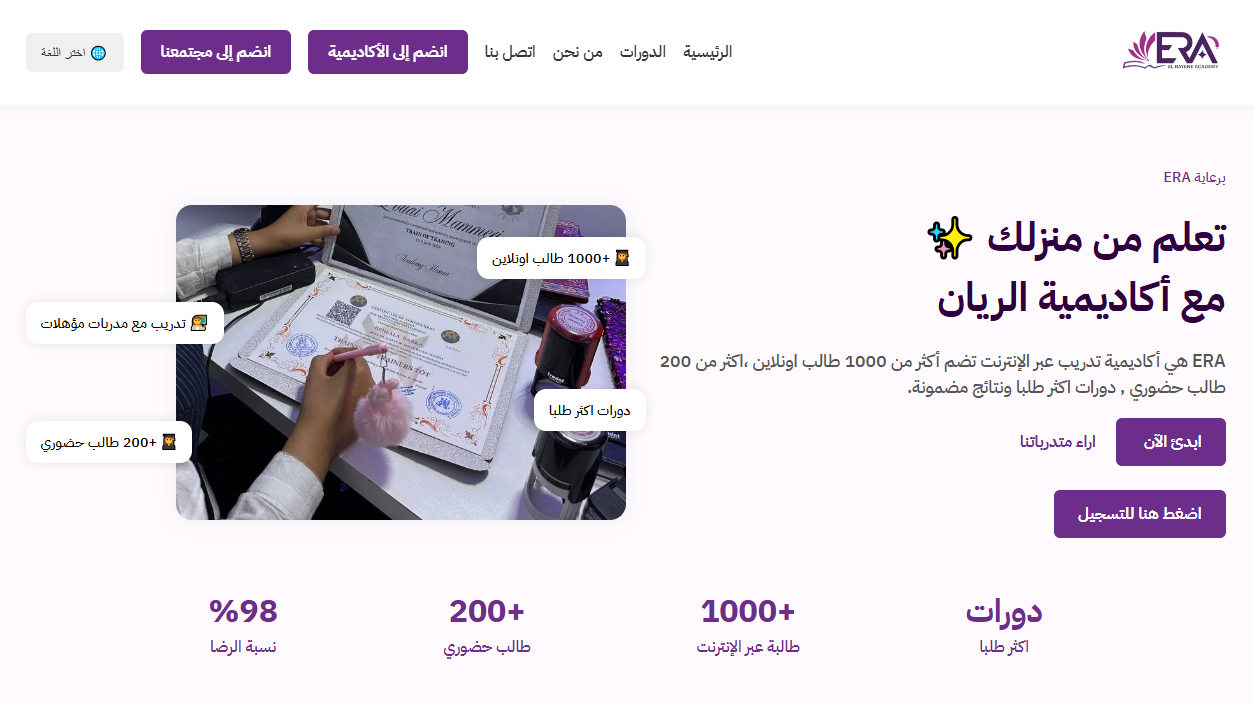 ERA
EL RAYENE ACADEMY
الرئيسية
الدورات
من نحن
اتصل بنا
انضم إلى الأكاديمية
انضم إلى مجتمعنا
🌐 اختر اللغة
برعاية ERA
تعلم من منزلك ✨
مع أكاديمية الريان
ERA هي أكاديمية تدريب عبر الإنترنت تضم أكثر من 1000 طالب اونلاين ،اكثر من 200
طالب حضوري , دورات اكثر طلبا ونتائج مضمونة.
ابدئ الآن
اراء متدرباتنا
اضغط هنا للتسجيل
👩‍🎓 +1000 طالب اونلاين
👩‍🏫 تدريب مع مدربات مؤهلات
دورات اكثر طلبا
👩‍🎓 +200 طالب حضوري
Mammeri
TRAIN OF TRANING
دورات
اكثر طلبا
+1000
طالبة عبر الإنترنت
+200
طالب حضوري
%98
نسبة الرضا